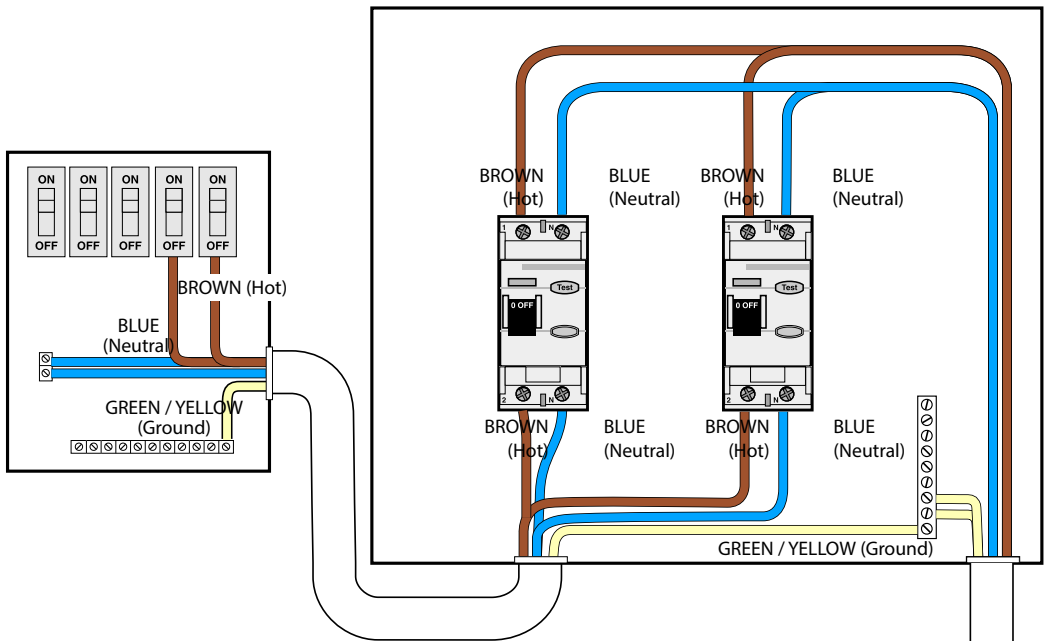 BROWN
(Hot)
BLUE
(Neutral)
BROWN
(Hot)
BLUE
(Neutral)
ON
ON
ON
ON
ON
OFF
OFF
OFF
OFF
OFF
1
N
1
N
Test
Test
0 OFF
0 OFF
BROWN (Hot)
BLUE
(Neutral)
GREEN / YELLOW
(Ground)
2
N
2
N
BROWN
(Hot)
BLUE
(Neutral)
BROWN
(Hot)
BLUE
(Neutral)
GREEN / YELLOW (Ground)